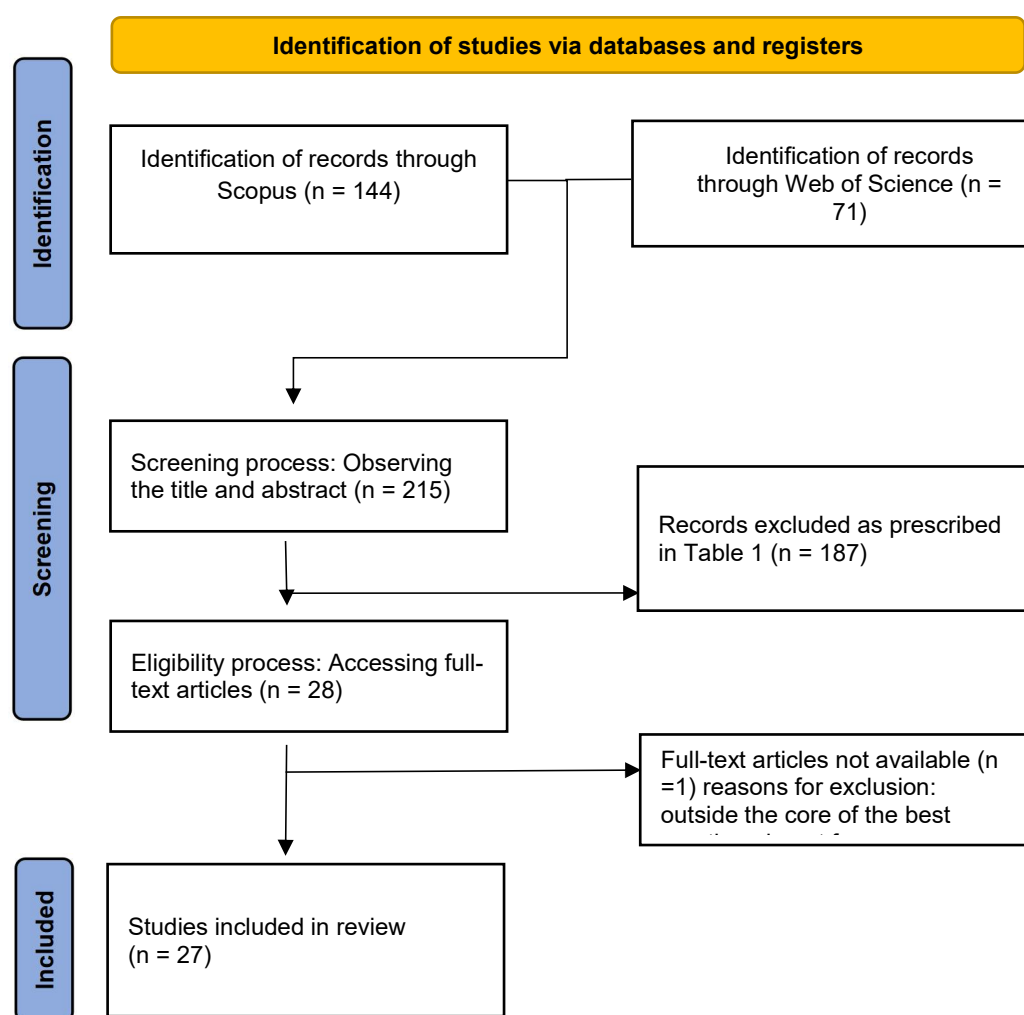 Identification of studies via databases and registers
Identification
Identification of records through
Scopus (n = 144)
Identification of records
through Web of Science (n =
71)
Screening
Screening process: Observing
the title and abstract (n = 215)
Records excluded as prescribed
in Table 1 (n = 187)
Eligibility process: Accessing full-
text articles (n = 28)
Full-text articles not available (n
=1) reasons for exclusion:
outside the core of the best
Included
Studies included in review
(n = 27)